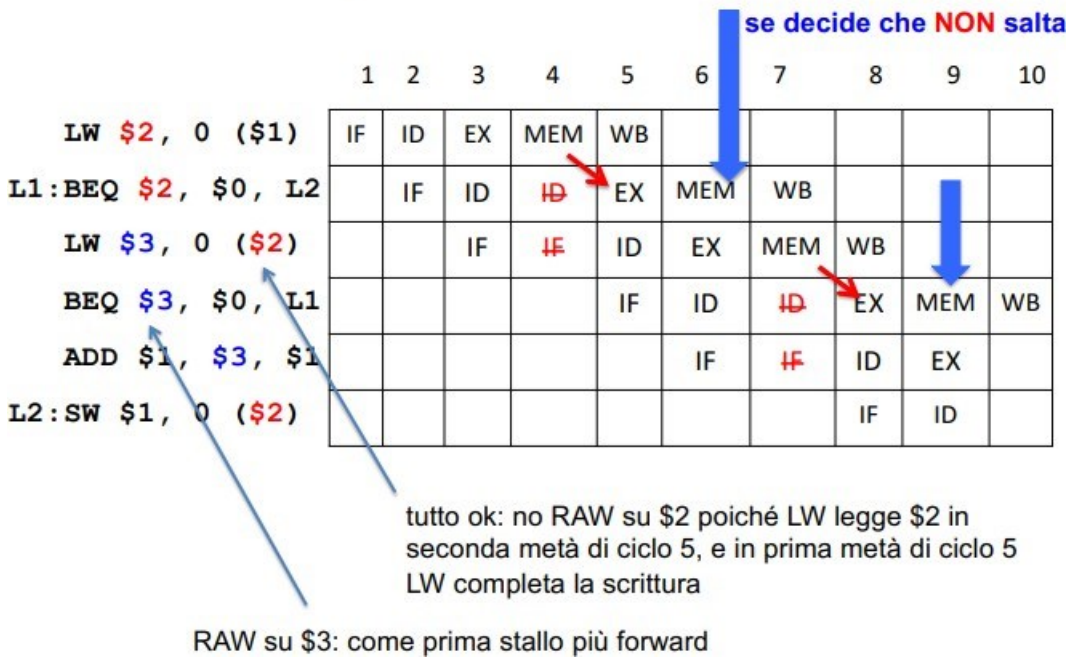 se decide che NON salta
1 2 3 4 5 6 7 8 9 10
LW $2, 0 ($1) IF ID EX MEM WB
L1:BEQ $2, $0, L2 IF ID ID EX MEM WB
LW $3, 0 ($2) IF IF ID EX MEM WB
BEQ $3, $0, L1 IF ID ID EX MEM WB
ADD $1, $3, $1 IF IF ID EX
L2:SW $1, 0 ($2) IF ID
tutto ok: no RAW su $2 poiché LW legge $2 in
seconda metà di ciclo 5, e in prima metà di ciclo 5
LW completa la scrittura
RAW su $3: come prima stallo più forward